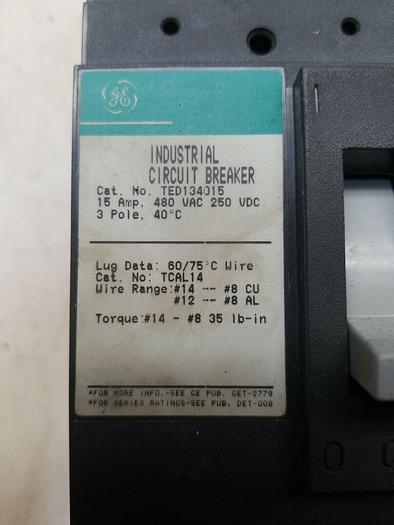 GE
INDUSTRIAL
CIRCUIT BREAKER
Cat. No. TED134015
15 Amp, 480 VAC 250 VDC
3 Pole, 40°C
Lug Data: 60/75°C Wire
Cat. No: TCAL14
Wire Range:#14 -- #8 CU
#12 -- #8 AL
Torque:#14 - #8 35 lb-in
*FOR MORE INFO.-SEE GE PUB. GET-2779
*FOR SERIES RATINGS-SEE PUB. DET-008
O